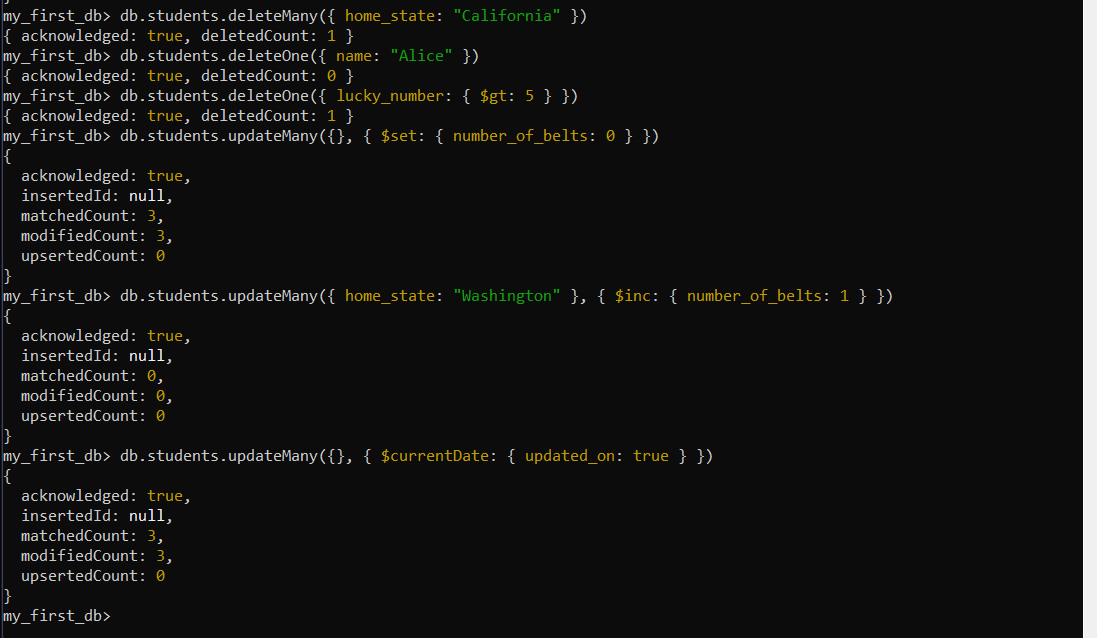 my_first_db> db.students.deleteMany({ home_state: "California" })
{ acknowledged: true, deletedCount: 1 }
my_first_db> db.students.deleteOne({ name: "Alice" })
{ acknowledged: true, deletedCount: 0 }
my_first_db> db.students.deleteOne({ lucky_number: { $gt: 5 } })
{ acknowledged: true, deletedCount: 1 }
my_first_db> db.students.updateMany({}, { $set: { number_of_belts: 0 } })
{
  acknowledged: true,
  insertedId: null,
  matchedCount: 3,
  modifiedCount: 3,
  upsertedCount: 0
}
my_first_db> db.students.updateMany({ home_state: "Washington" }, { $inc: { number_of_belts: 1 } })
{
  acknowledged: true,
  insertedId: null,
  matchedCount: 0,
  modifiedCount: 0,
  upsertedCount: 0
}
my_first_db> db.students.updateMany({}, { $currentDate: { updated_on: true } })
{
  acknowledged: true,
  insertedId: null,
  matchedCount: 3,
  modifiedCount: 3,
  upsertedCount: 0
}
my_first_db>